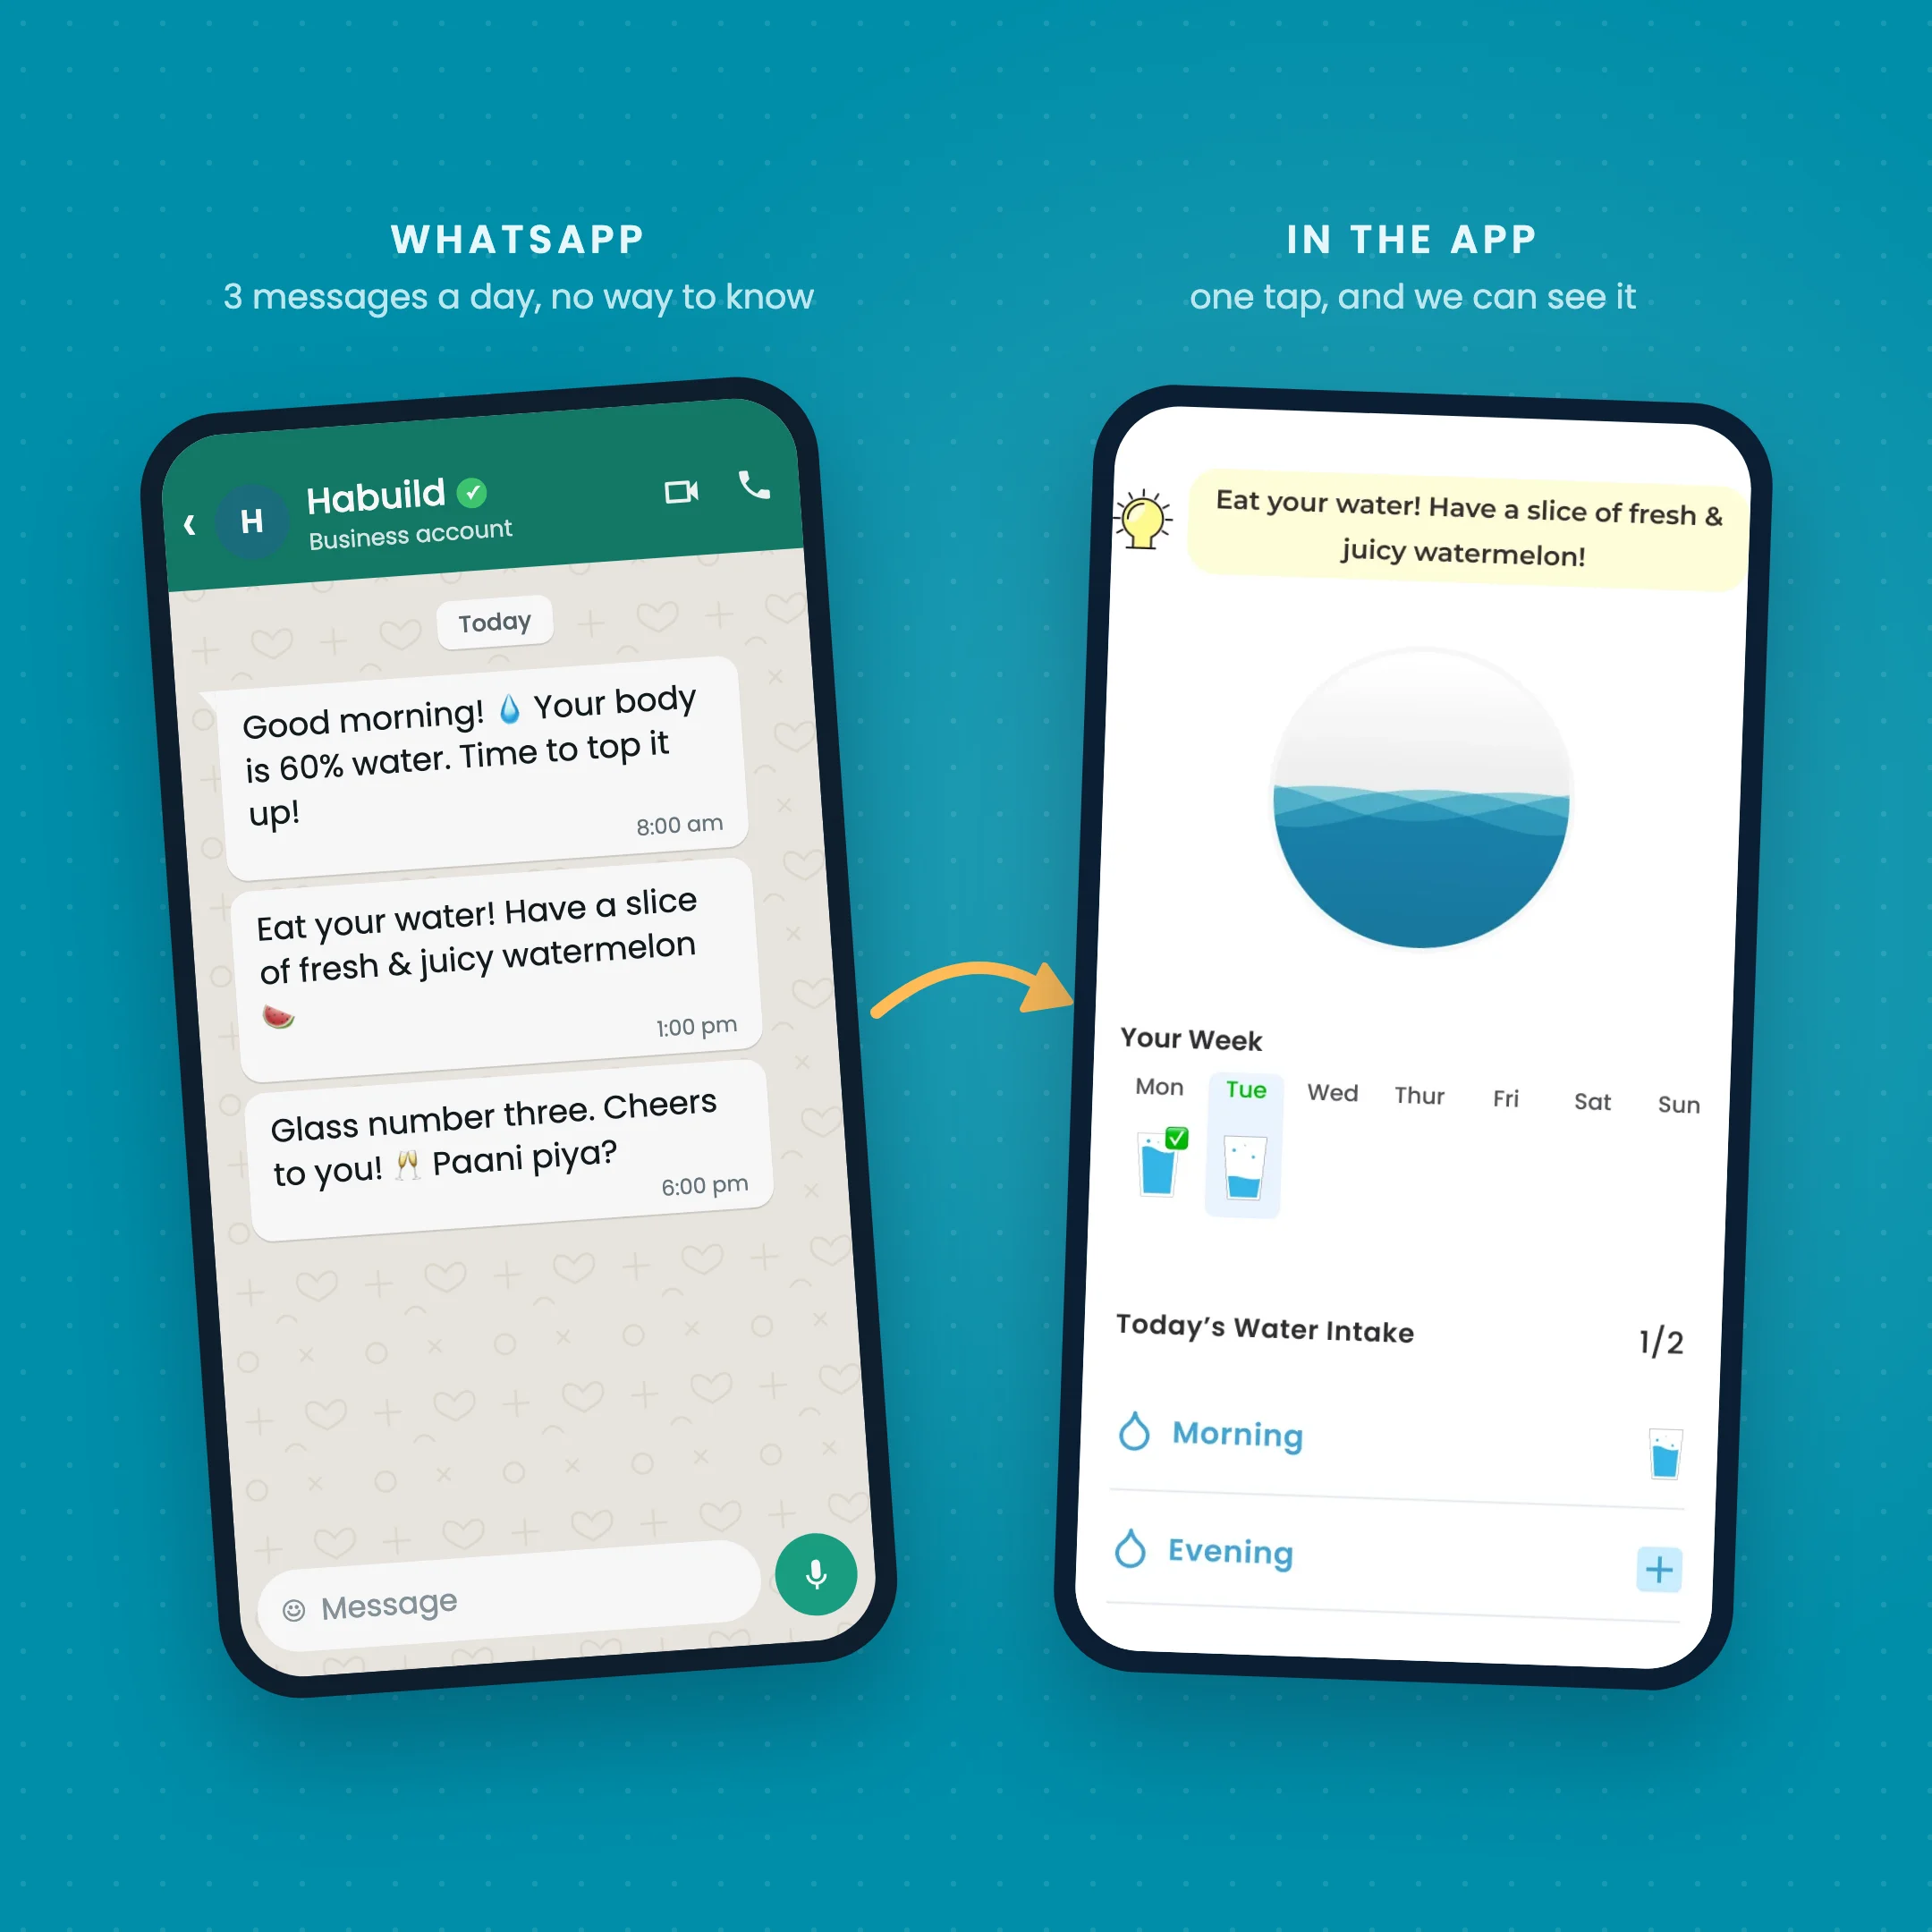 WHATSAPP
3 messages a day, no way to know
H
Habuild
Business account
Today
Good morning! 💧 Your body
is 60% water. Time to top it
up!
8:00 am
Eat your water! Have a slice
of fresh & juicy watermelon
🍉
1:00 pm
Glass number three. Cheers
to you! 🥂 Paani piya?
6:00 pm
Message
IN THE APP
one tap, and we can see it
Eat your water! Have a slice of fresh &
juicy watermelon!
Your Week
Mon Tue Wed Thur Fri Sat Sun
Today’s Water Intake 1/2
Morning
Evening